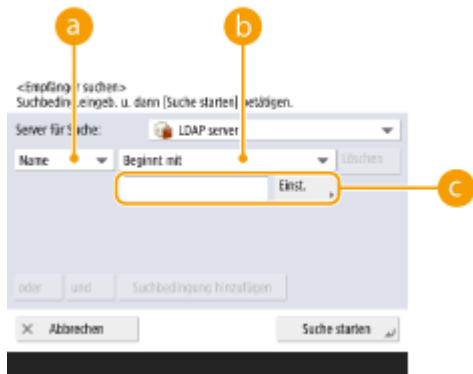 a b
<Empfänger suchen>
Suchbeding.eingeb. u. dann [Suche starten] betätigen.
Server für Suche: LDAP server
Name Beginnt mit Löschen
Einst. c
oder und Suchbedingung hinzufügen
× Abbrechen Suche starten